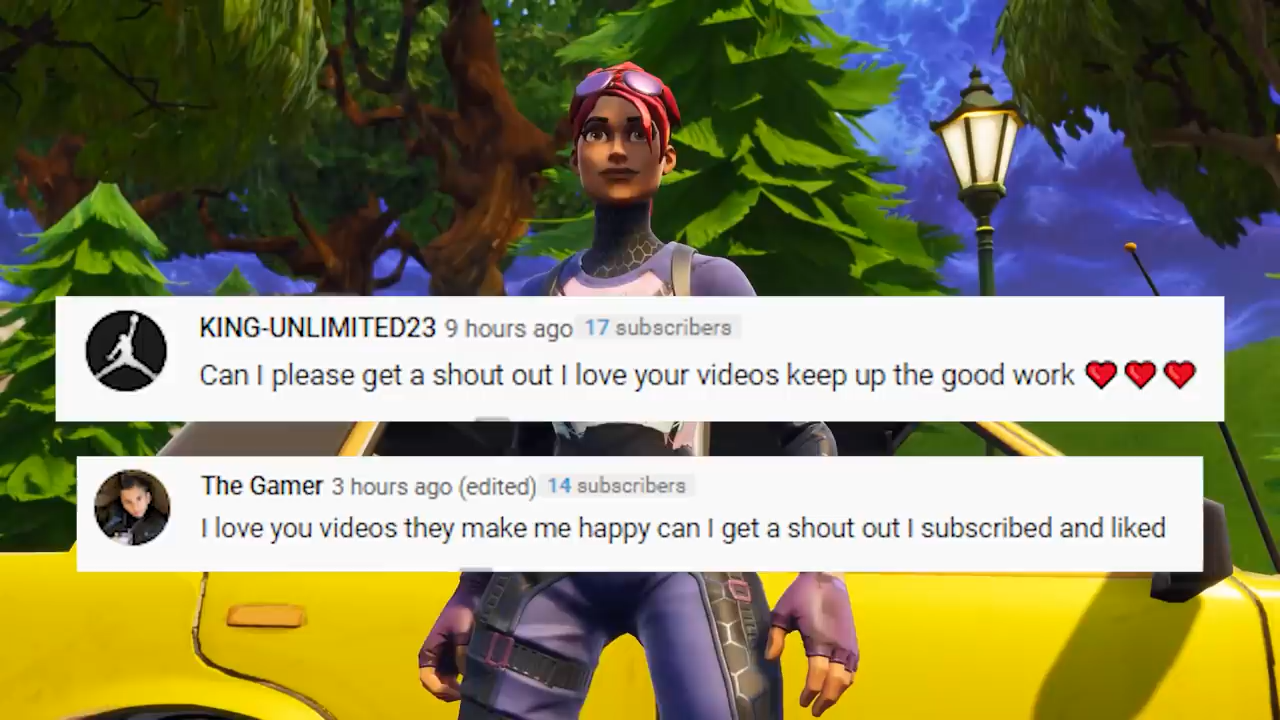 KING-UNLIMITED23 9 hours ago 17 subscribers
Can I please get a shout out I love your videos keep up the good work ❤❤❤
The Gamer 3 hours ago (edited) 14 subscribers
I love you videos they make me happy can I get a shout out I subscribed and liked